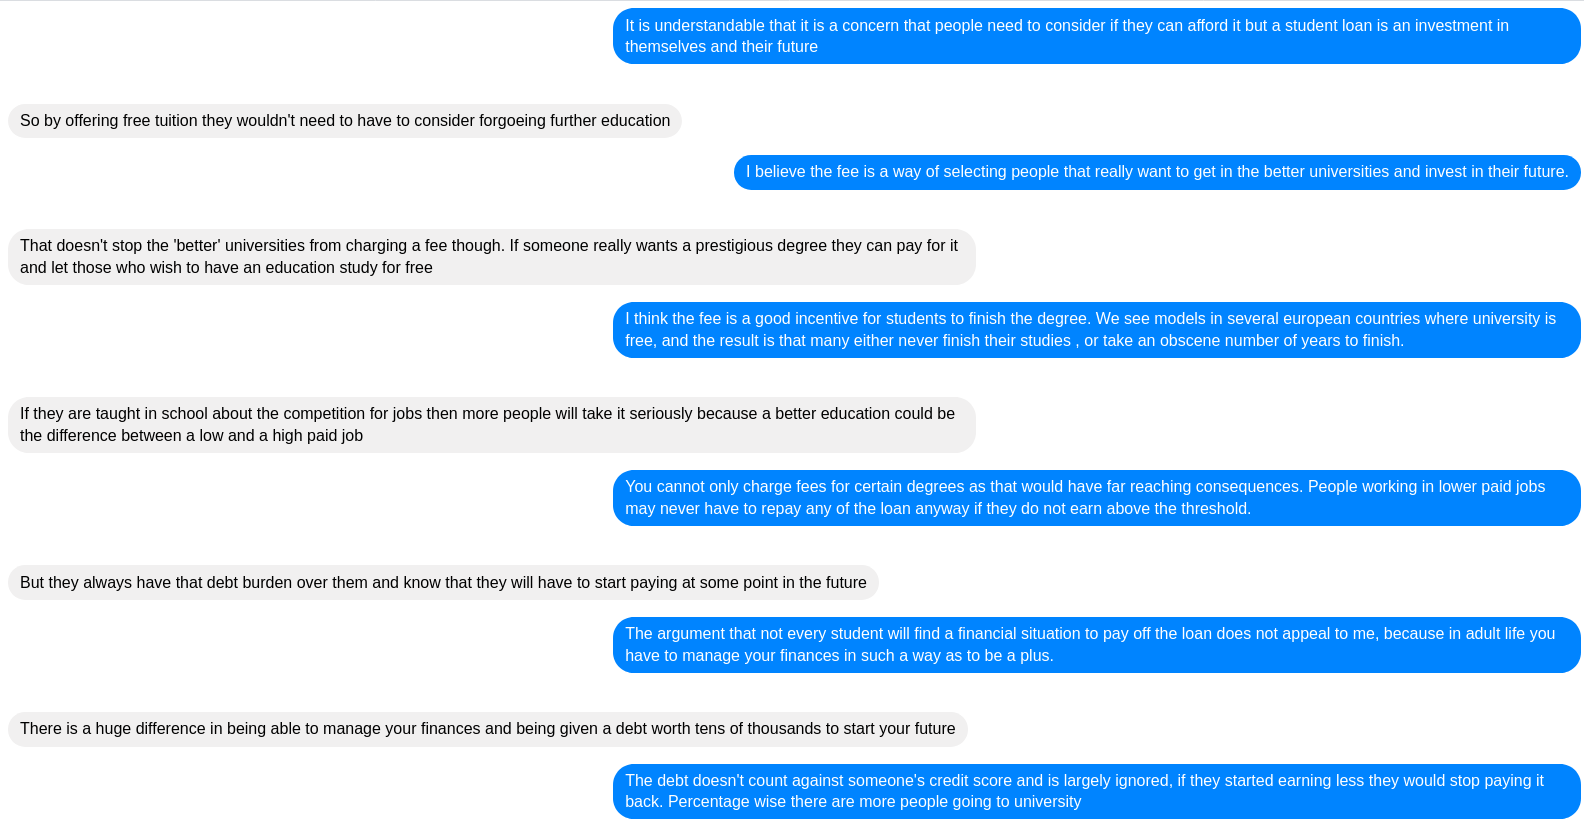 It is understandable that it is a concern that people need to consider if they can afford it but a student loan is an investment in
themselves and their future
So by offering free tuition they wouldn't need to have to consider forgoeing further education
I believe the fee is a way of selecting people that really want to get in the better universities and invest in their future.
That doesn't stop the 'better' universities from charging a fee though. If someone really wants a prestigious degree they can pay for it
and let those who wish to have an education study for free
I think the fee is a good incentive for students to finish the degree. We see models in several european countries where university is
free, and the result is that many either never finish their studies , or take an obscene number of years to finish.
If they are taught in school about the competition for jobs then more people will take it seriously because a better education could be
the difference between a low and a high paid job
You cannot only charge fees for certain degrees as that would have far reaching consequences. People working in lower paid jobs
may never have to repay any of the loan anyway if they do not earn above the threshold.
But they always have that debt burden over them and know that they will have to start paying at some point in the future
The argument that not every student will find a financial situation to pay off the loan does not appeal to me, because in adult life you
have to manage your finances in such a way as to be a plus.
There is a huge difference in being able to manage your finances and being given a debt worth tens of thousands to start your future
The debt doesn't count against someone's credit score and is largely ignored, if they started earning less they would stop paying it
back. Percentage wise there are more people going to university